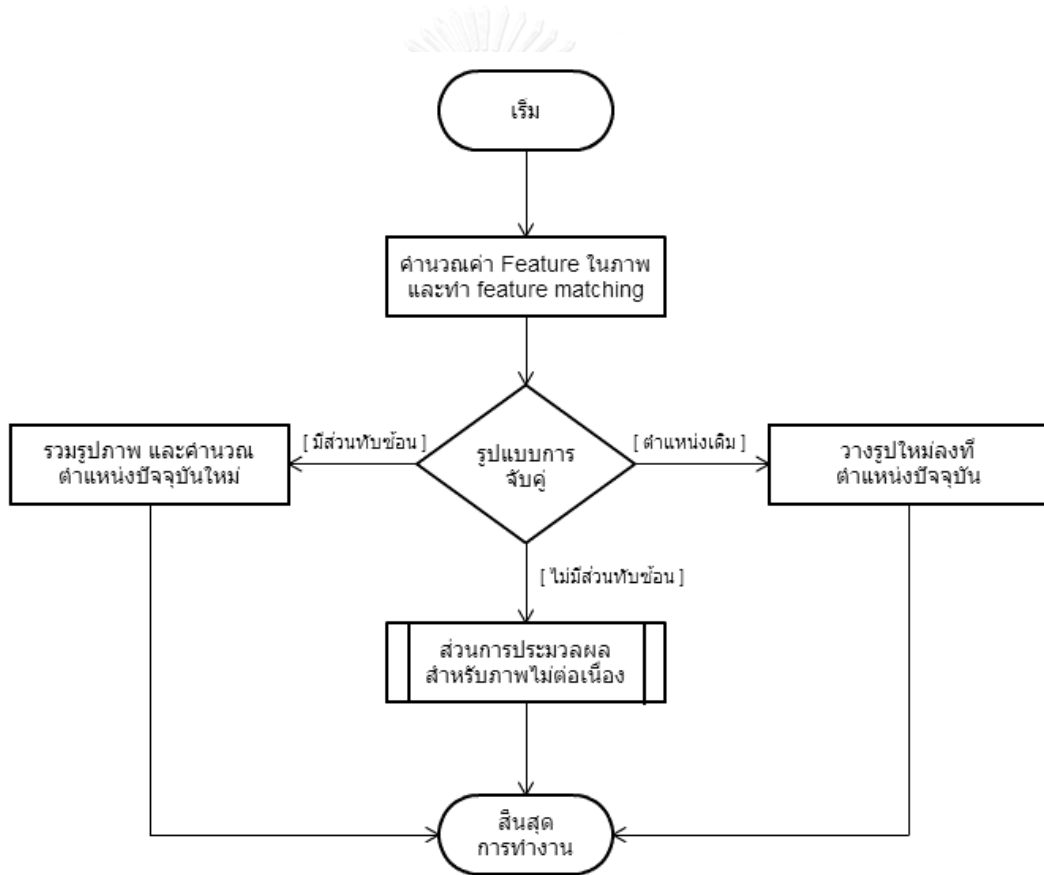 เริ่ม
คำนวณค่า Feature ในภาพ
และทำ feature matching
[ มีส่วนทับซ้อน ]
[ ตำแหน่งเดิม ]
รวมรูปภาพ และคำนวณ
ตำแหน่งปัจจุบันใหม่
รูปแบบการ
จับคู่
วางรูปใหม่ลงที่
ตำแหน่งปัจจุบัน
[ ไม่มีส่วนทับซ้อน ]
ส่วนการประมวลผล
สำหรับภาพไม่ต่อเนื่อง
สิ้นสุด
การทำงาน